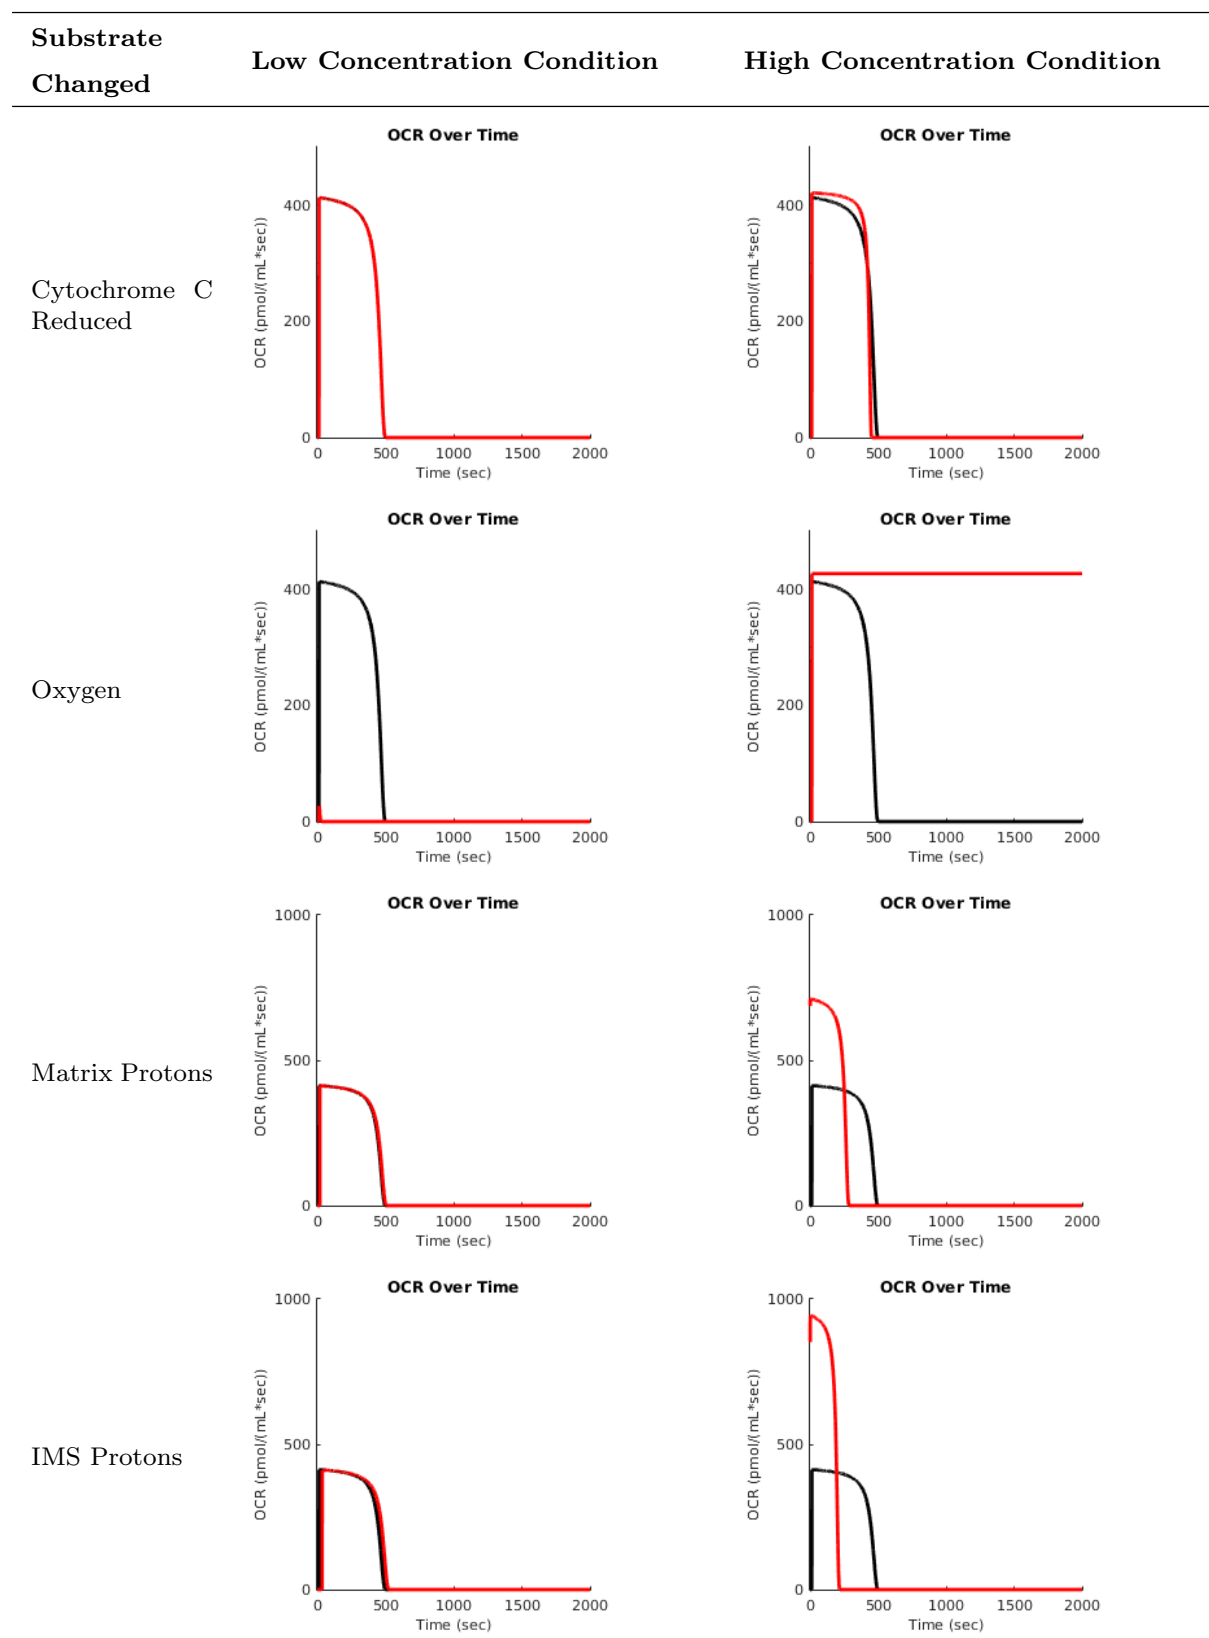 Substrate
Changed
Low Concentration Condition
High Concentration Condition
Cytochrome C
Reduced
OCR Over Time
OCR (pmol/(mL*sec))
400
200
0
0 500 1000 1500 2000
Time (sec)
OCR Over Time
OCR (pmol/(mL*sec))
400
200
0
0 500 1000 1500 2000
Time (sec)
Oxygen
OCR Over Time
OCR (pmol/(mL*sec))
400
200
0
0 500 1000 1500 2000
Time (sec)
OCR Over Time
OCR (pmol/(mL*sec))
400
200
0
0 500 1000 1500 2000
Time (sec)
Matrix Protons
OCR Over Time
OCR (pmol/(mL*sec))
1000
500
0
0 500 1000 1500 2000
Time (sec)
OCR Over Time
OCR (pmol/(mL*sec))
1000
500
0
0 500 1000 1500 2000
Time (sec)
IMS Protons
OCR Over Time
OCR (pmol/(mL*sec))
1000
500
0
0 500 1000 1500 2000
Time (sec)
OCR Over Time
OCR (pmol/(mL*sec))
1000
500
0
0 500 1000 1500 2000
Time (sec)